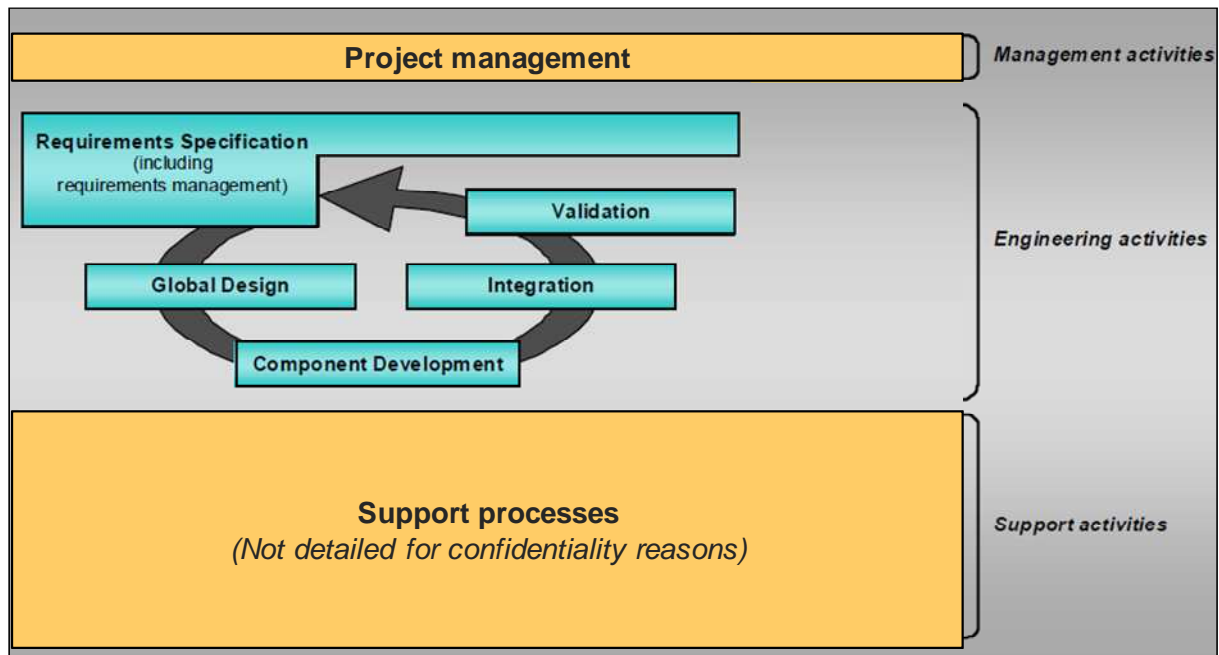 Project management
Management activities
Requirements Specification
(including
requirements management)
Validation
Engineering activities
Global Design
Integration
Component Development
Support processes
(Not detailed for confidentiality reasons)
Support activities